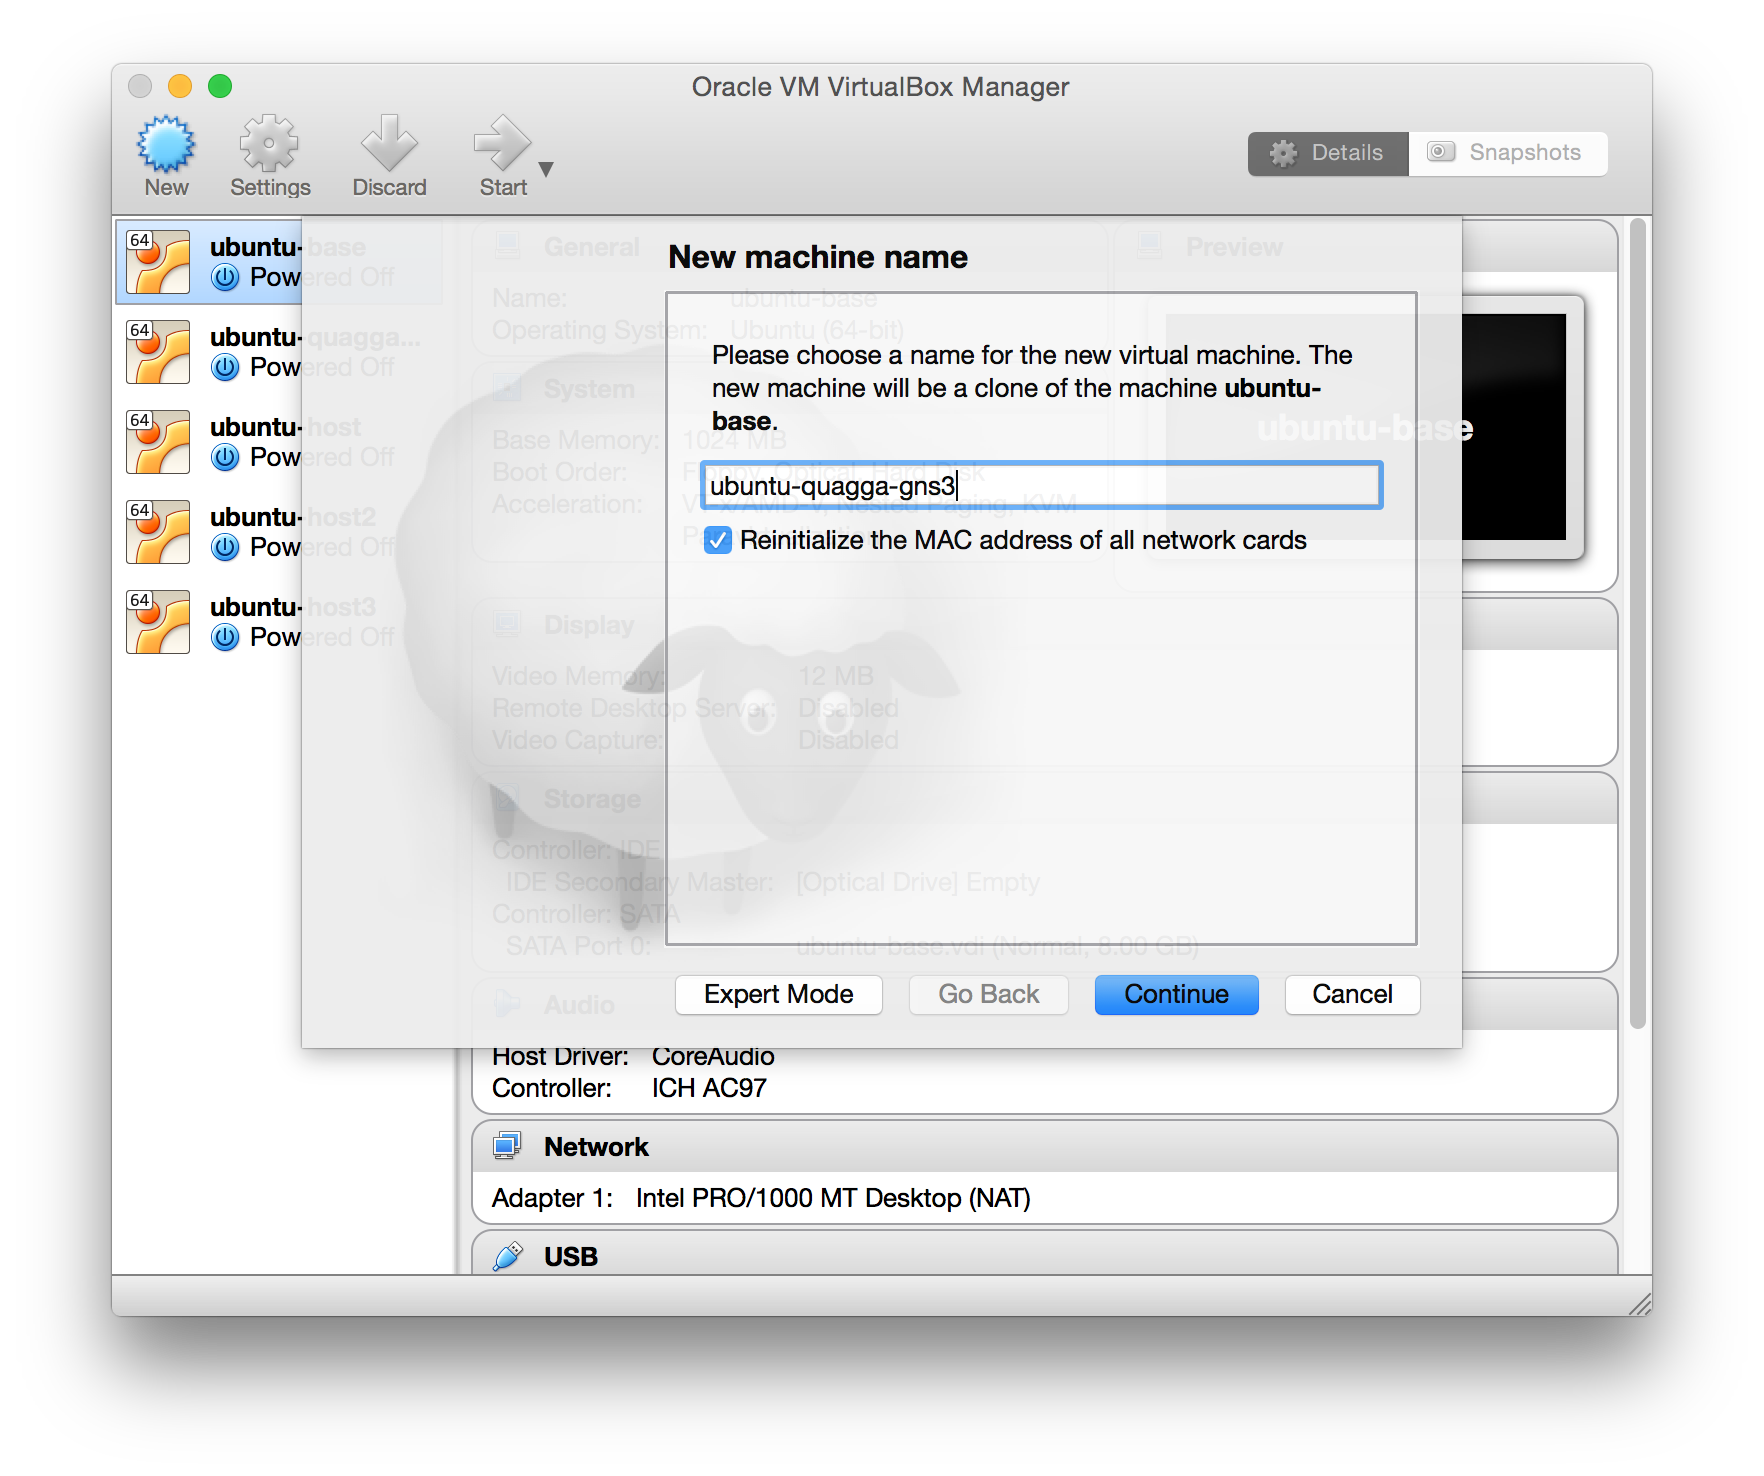 Oracle VM VirtualBox Manager
New
Settings
Discard
Start
Details
Snapshots
64
ubuntu-base
Powered Off
64
ubuntu-quagga...
Powered Off
64
ubuntu-host
Powered Off
64
ubuntu-host2
Powered Off
64
ubuntu-host3
Powered Off
New machine name
Please choose a name for the new virtual machine. The
new machine will be a clone of the machine ubuntu-
base.
ubuntu-quagga-gns3
Reinitialize the MAC address of all network cards
Expert Mode
Go Back
Continue
Cancel
General
Name: ubuntu-base
Operating System: Ubuntu (64-bit)
System
Base Memory: 1024 MB
Boot Order: Floppy, Optical, Hard Disk
Acceleration: VT-x/AMD-V, Nested Paging, KVM
Preview
ubuntu-base
Display
Video Memory: 12 MB
Remote Desktop Server: Disabled
Video Capture: Disabled
Storage
Controller: IDE
IDE Secondary Master: [Optical Drive] Empty
Controller: SATA
SATA Port 0: ubuntu-base.vdi (Normal, 8.00 GB)
Audio
Host Driver: CoreAudio
Controller: ICH AC97
Network
Adapter 1: Intel PRO/1000 MT Desktop (NAT)
USB